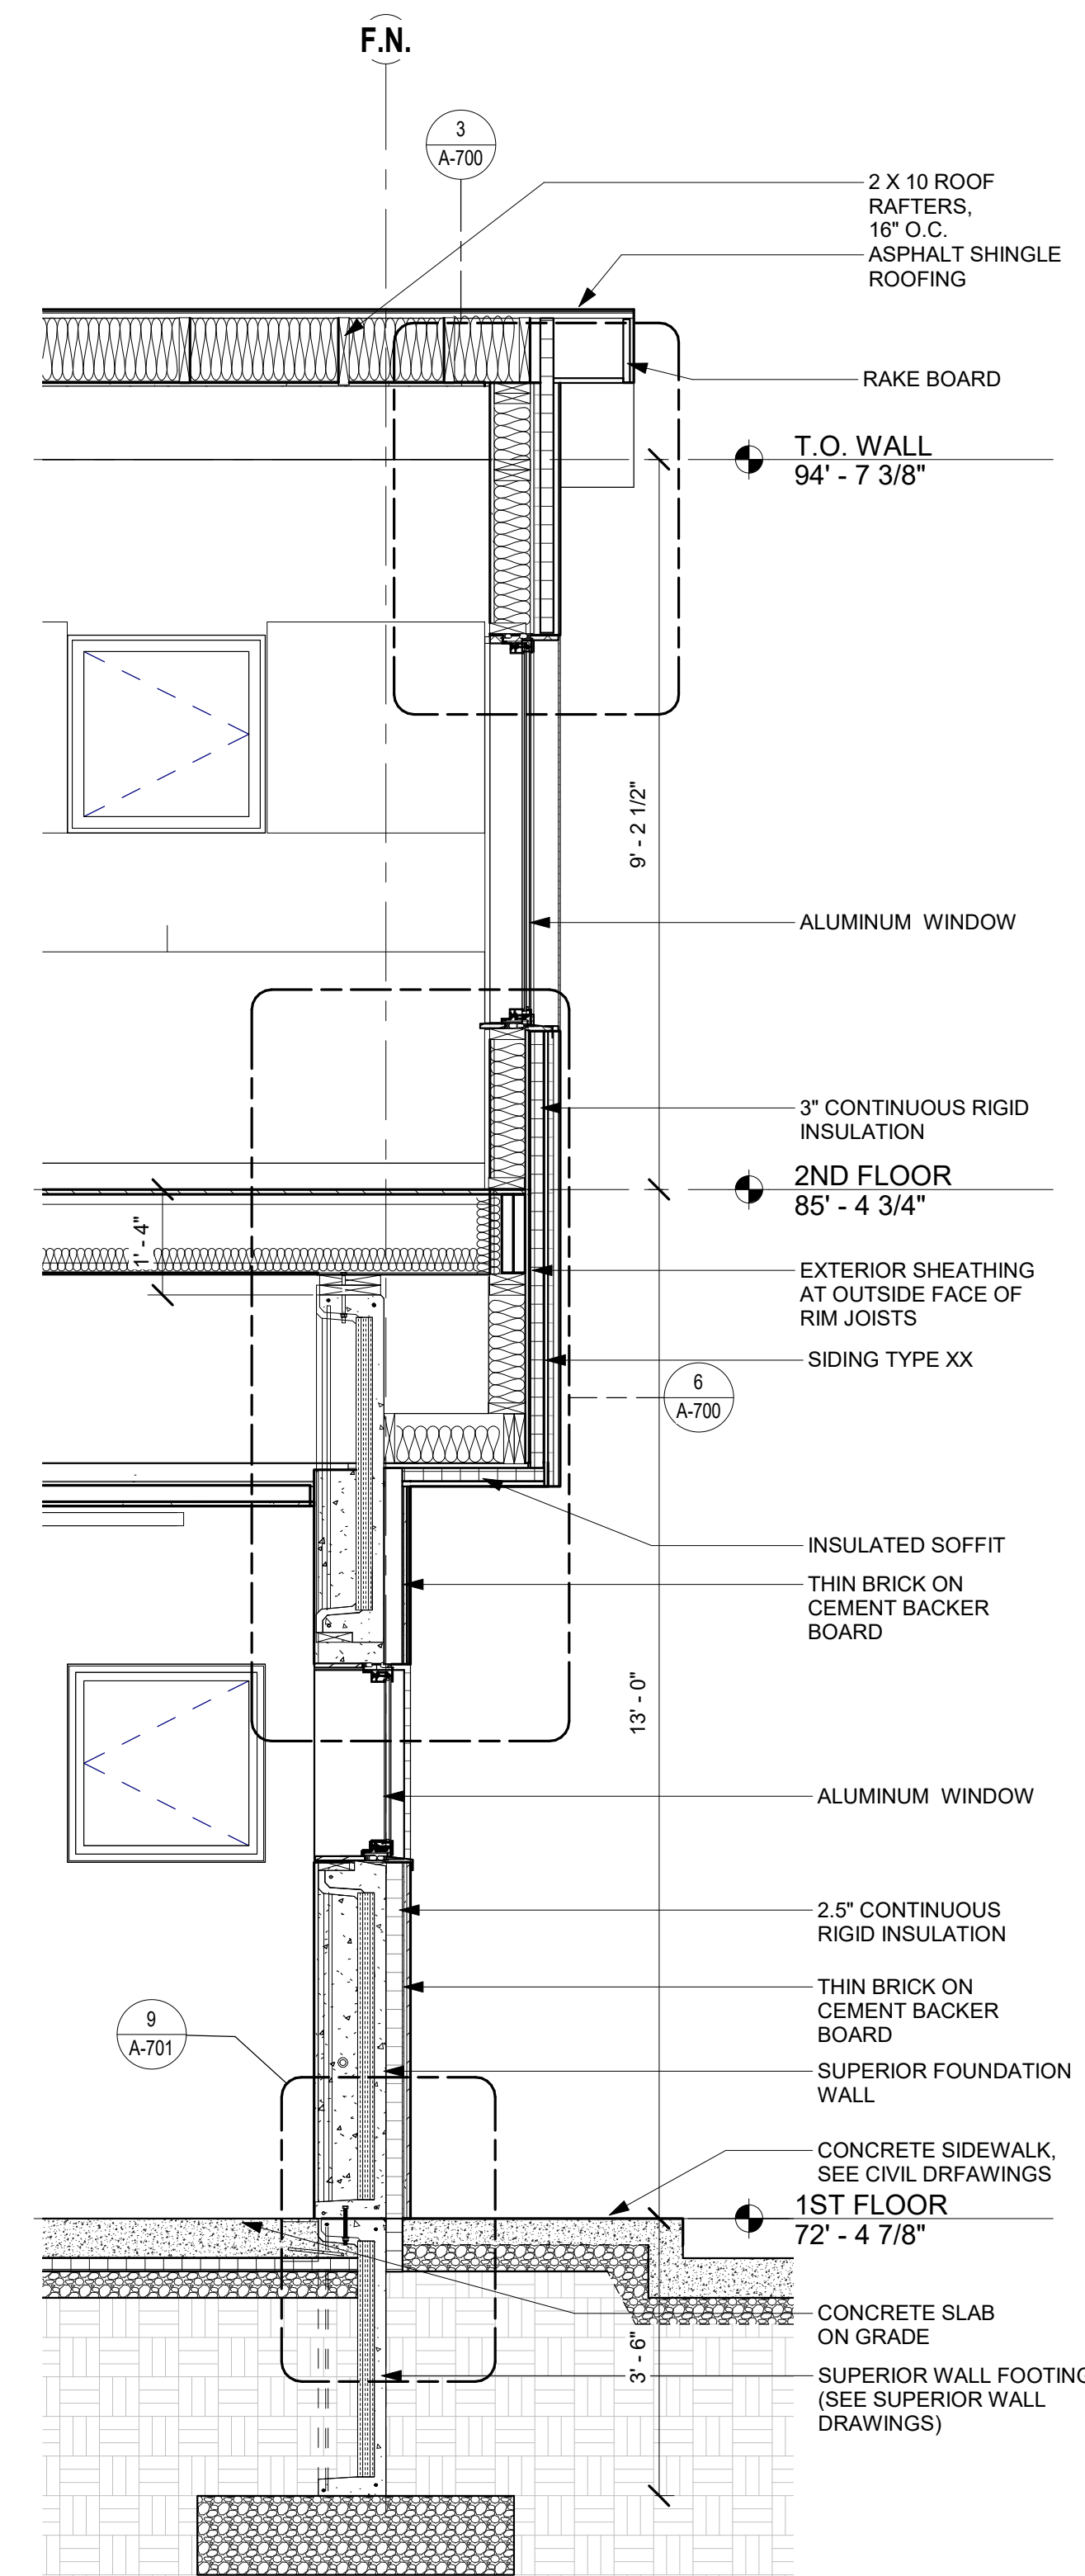 F.N.
3
A-700
2 X 10 ROOF
RAFTERS,
16" O.C.
ASPHALT SHINGLE
ROOFING
RAKE BOARD
T.O. WALL
94' - 7 3/8"
9' - 2 1/2"
ALUMINUM WINDOW
3" CONTINUOUS RIGID
INSULATION
2ND FLOOR
85' - 4 3/4"
1' - 4"
EXTERIOR SHEATHING
AT OUTSIDE FACE OF
RIM JOISTS
SIDING TYPE XX
6
A-700
INSULATED SOFFIT
THIN BRICK ON
CEMENT BACKER
BOARD
13' - 0"
ALUMINUM WINDOW
2.5" CONTINUOUS
RIGID INSULATION
THIN BRICK ON
CEMENT BACKER
BOARD
9
A-701
SUPERIOR FOUNDATION
WALL
CONCRETE SIDEWALK,
SEE CIVIL DRFAWINGS
1ST FLOOR
72' - 4 7/8"
CONCRETE SLAB
ON GRADE
3' - 6"
SUPERIOR WALL FOOTING
(SEE SUPERIOR WALL
DRAWINGS)